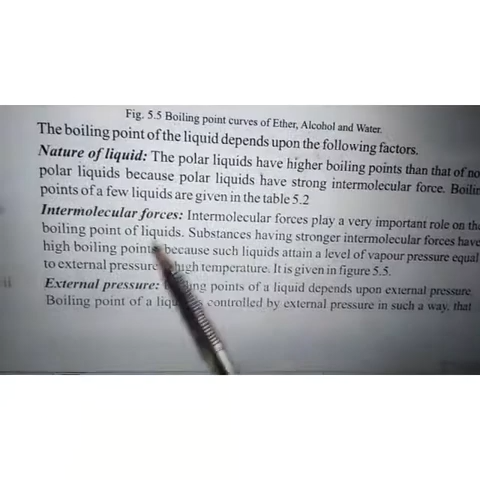 Fig. 5.5 Boiling point curves of Ether, Alcohol and Water.
The boiling point of the liquid depends upon the following factors.
Nature of liquid: The polar liquids have higher boiling points than that of no
polar liquids because polar liquids have strong intermolecular force. Boilin
points of a few liquids are given in the table 5.2
Intermolecular forces: Intermolecular forces play a very important role on the
boiling point of liquids. Substances having stronger intermolecular forces have
high boiling points because such liquids attain a level of vapour pressure equal
to external pressure high temperature. It is given in figure 5.5.
External pressure: points of a liquid depends upon external pressure
Boiling point of a controlled by external pressure in such a way, that